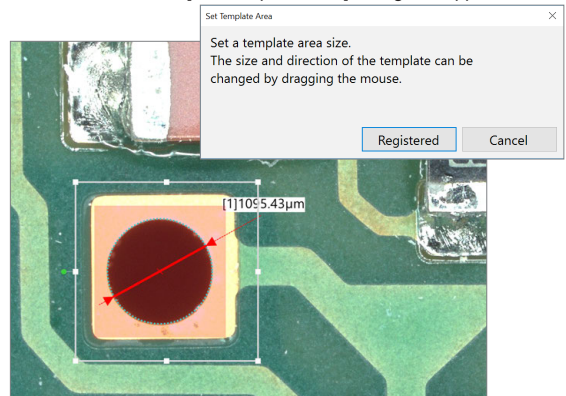 Set Template Area
Set a template area size.
The size and direction of the template can be
changed by dragging the mouse.
Registered
Cancel
[1]1095.43µm